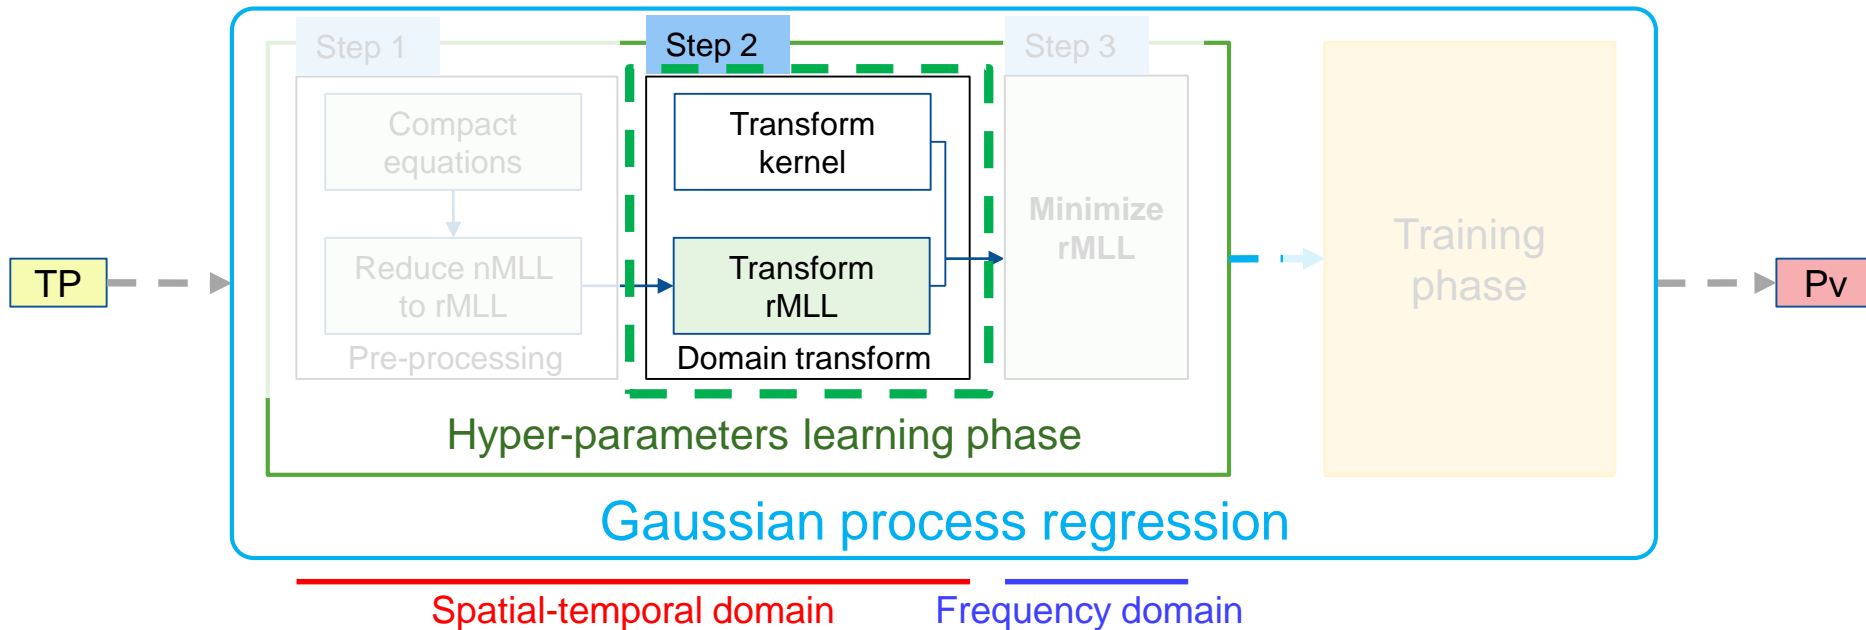 Step 1
Step 2
Step 3
Compact
equations
Transform
kernel
Minimize
rMLL
Training
phase
TP
Reduce nMLL
to rMLL
Transform
rMLL
Pv
Pre-processing
Domain transform
Hyper-parameters learning phase
Gaussian process regression
Spatial-temporal domain
Frequency domain